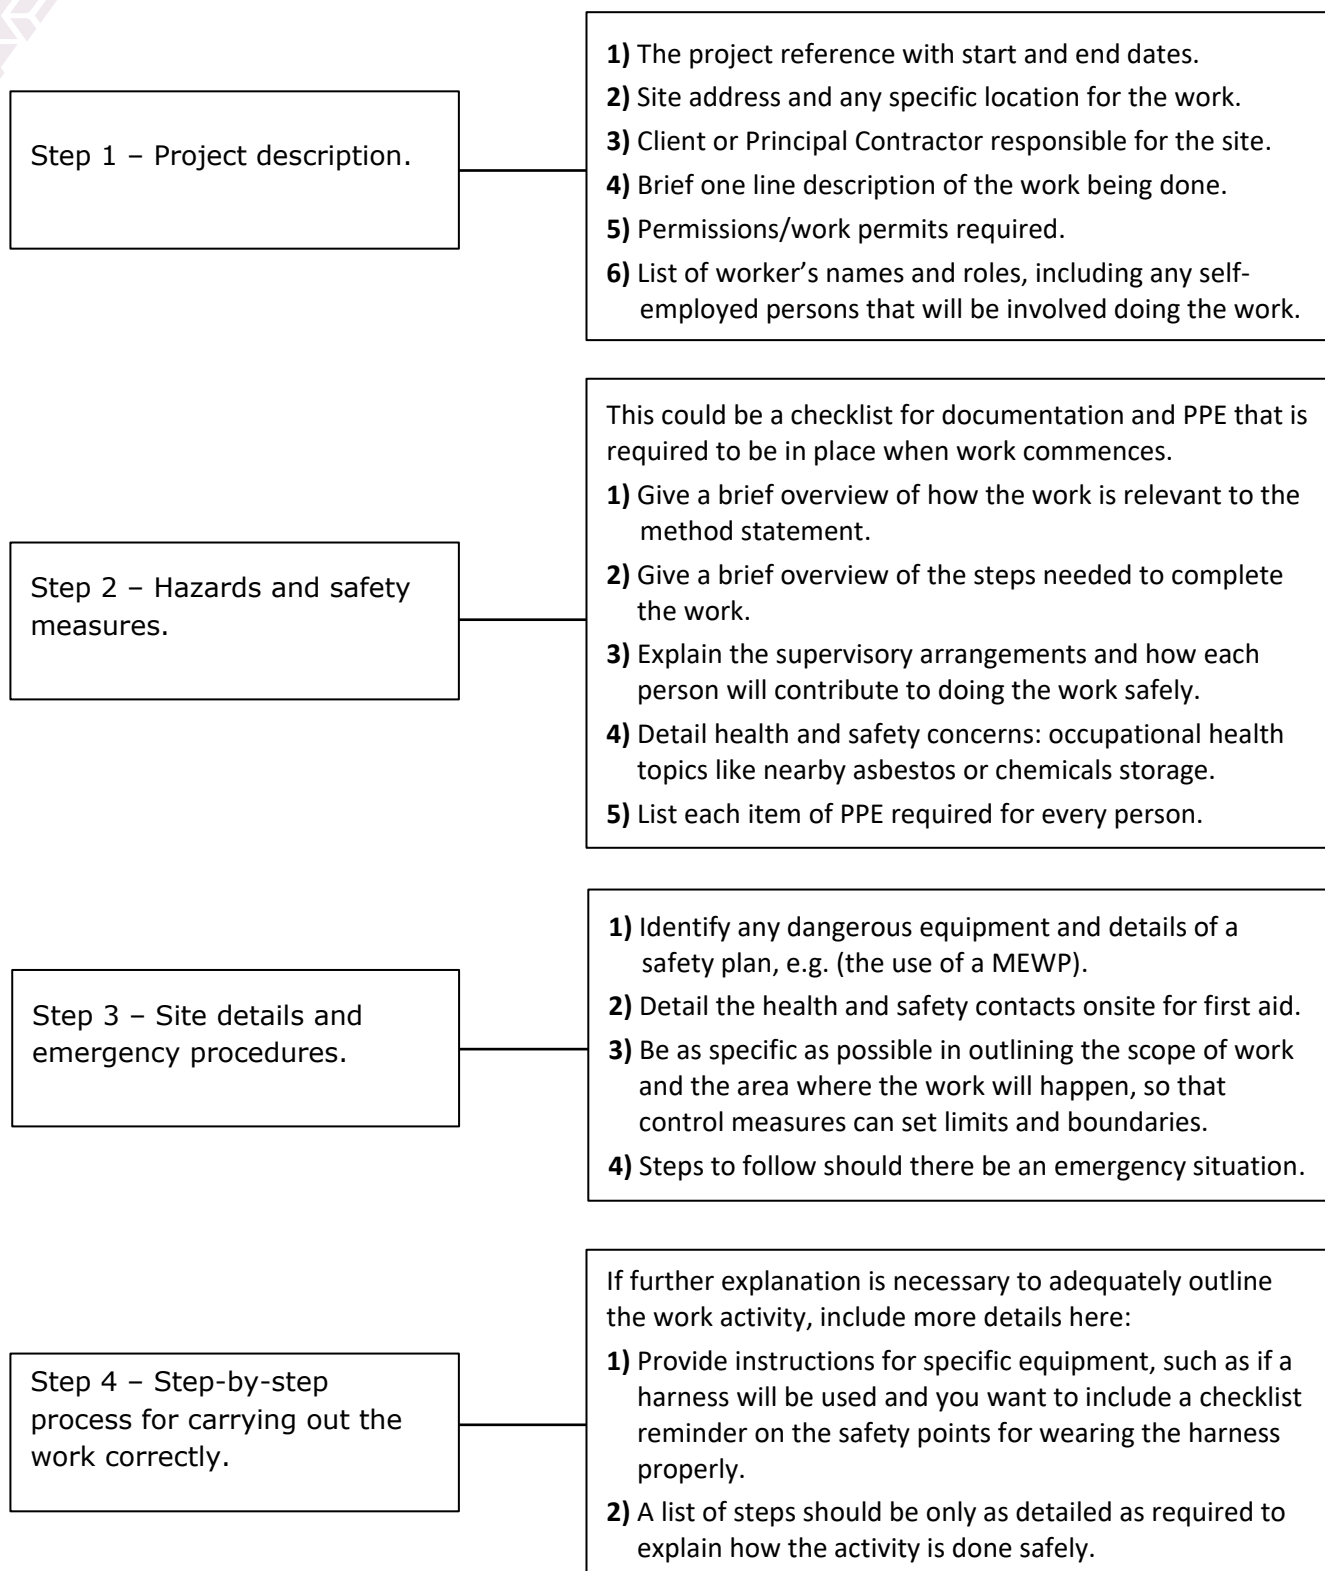 Step 1 – Project description.
1) The project reference with start and end dates.
2) Site address and any specific location for the work.
3) Client or Principal Contractor responsible for the site.
4) Brief one line description of the work being done.
5) Permissions/work permits required.
6) List of worker’s names and roles, including any self-
employed persons that will be involved doing the work.
Step 2 – Hazards and safety
measures.
This could be a checklist for documentation and PPE that is
required to be in place when work commences.
1) Give a brief overview of how the work is relevant to the
method statement.
2) Give a brief overview of the steps needed to complete
the work.
3) Explain the supervisory arrangements and how each
person will contribute to doing the work safely.
4) Detail health and safety concerns: occupational health
topics like nearby asbestos or chemicals storage.
5) List each item of PPE required for every person.
Step 3 – Site details and
emergency procedures.
1) Identify any dangerous equipment and details of a
safety plan, e.g. (the use of a MEWP).
2) Detail the health and safety contacts onsite for first aid.
3) Be as specific as possible in outlining the scope of work
and the area where the work will happen, so that
control measures can set limits and boundaries.
4) Steps to follow should there be an emergency situation.
Step 4 – Step-by-step
process for carrying out the
work correctly.
If further explanation is necessary to adequately outline
the work activity, include more details here:
1) Provide instructions for specific equipment, such as if a
harness will be used and you want to include a checklist
reminder on the safety points for wearing the harness
properly.
2) A list of steps should be only as detailed as required to
explain how the activity is done safely.